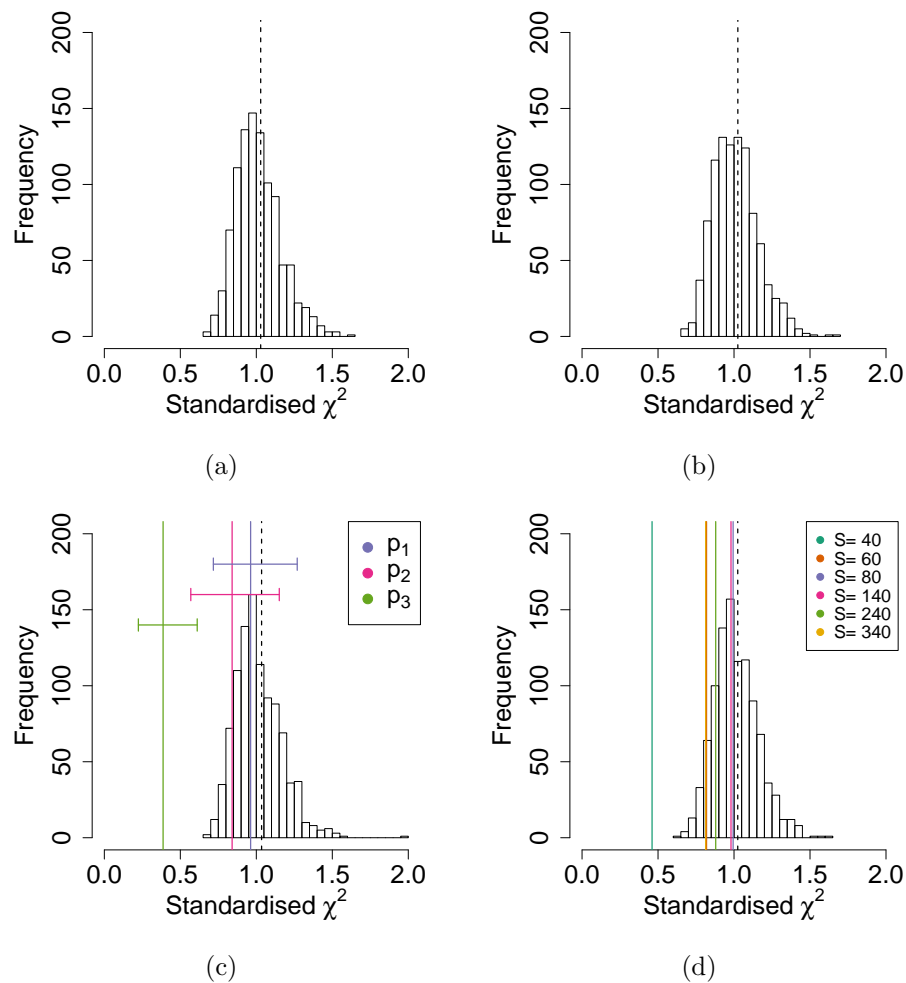 (a)
Standardised χ²
Frequency
0.0 0.5 1.0 1.5 2.0
0 50 100 150 200
(b)
Standardised χ²
Frequency
0.0 0.5 1.0 1.5 2.0
0 50 100 150 200
(c)
Standardised χ²
Frequency
0.0 0.5 1.0 1.5 2.0
0 50 100 150 200
p₁
p₂
p₃
(d)
Standardised χ²
Frequency
0.0 0.5 1.0 1.5 2.0
0 50 100 150 200
S= 40
S= 60
S= 80
S= 140
S= 240
S= 340